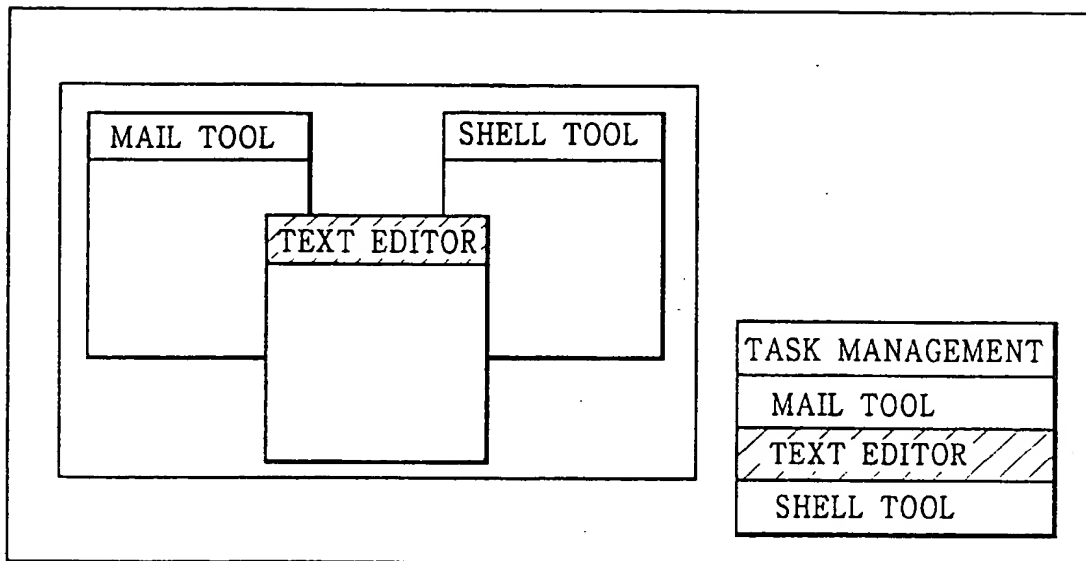 MAIL TOOL
SHELL TOOL
TEXT EDITOR
TASK MANAGEMENT
MAIL TOOL
TEXT EDITOR
SHELL TOOL